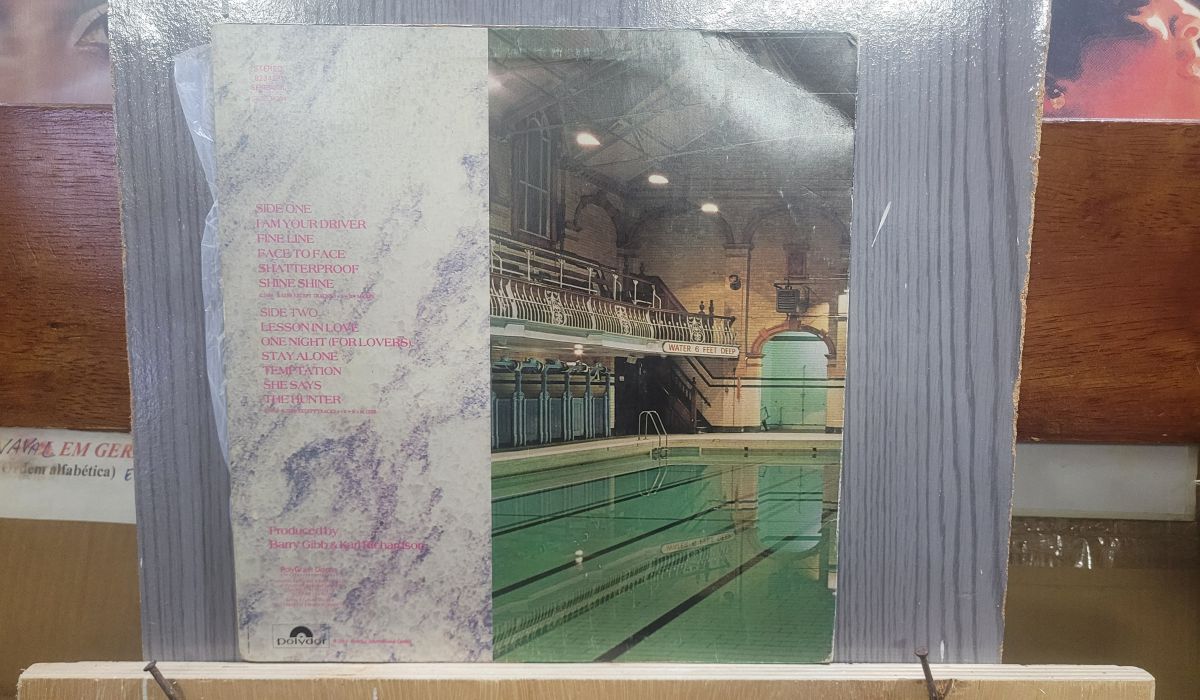 STEREO
SIDE ONE
I AM YOUR DRIVER
FINE LINE
FACE TO FACE
SHATTERPROOF
SHINE SHINE
SIDE TWO
LESSON IN LOVE
ONE NIGHT (FOR LOVERS)
STAY ALONE
TEMPTATION
SHE SAYS
THE HUNTER
Produced by
Barry Gibb & Karl Richardson
Polydor
WATER 6 FEET DEEP
EM GER
alfabética)